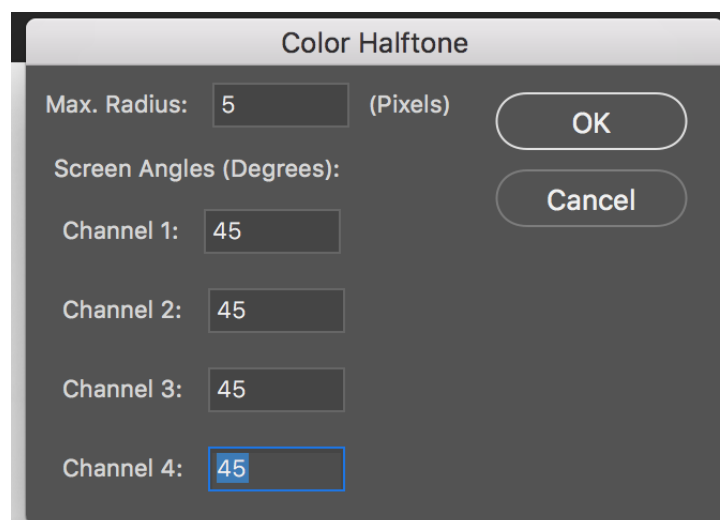 Color Halftone
Max. Radius: 5 (Pixels)
OK
Screen Angles (Degrees):
Cancel
Channel 1: 45
Channel 2: 45
Channel 3: 45
Channel 4: 45